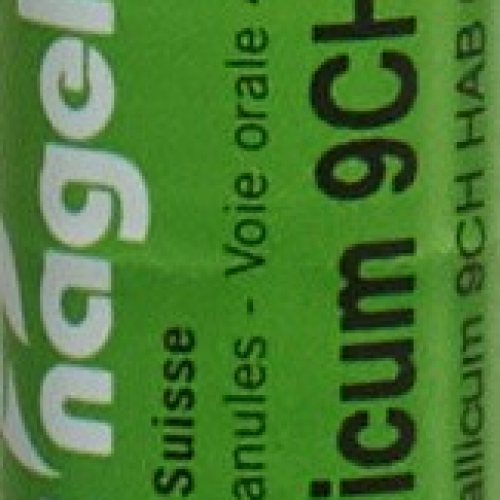 nagel
Suisse
anules - Voie orale
icum 9CH
allicum 9CH HAB